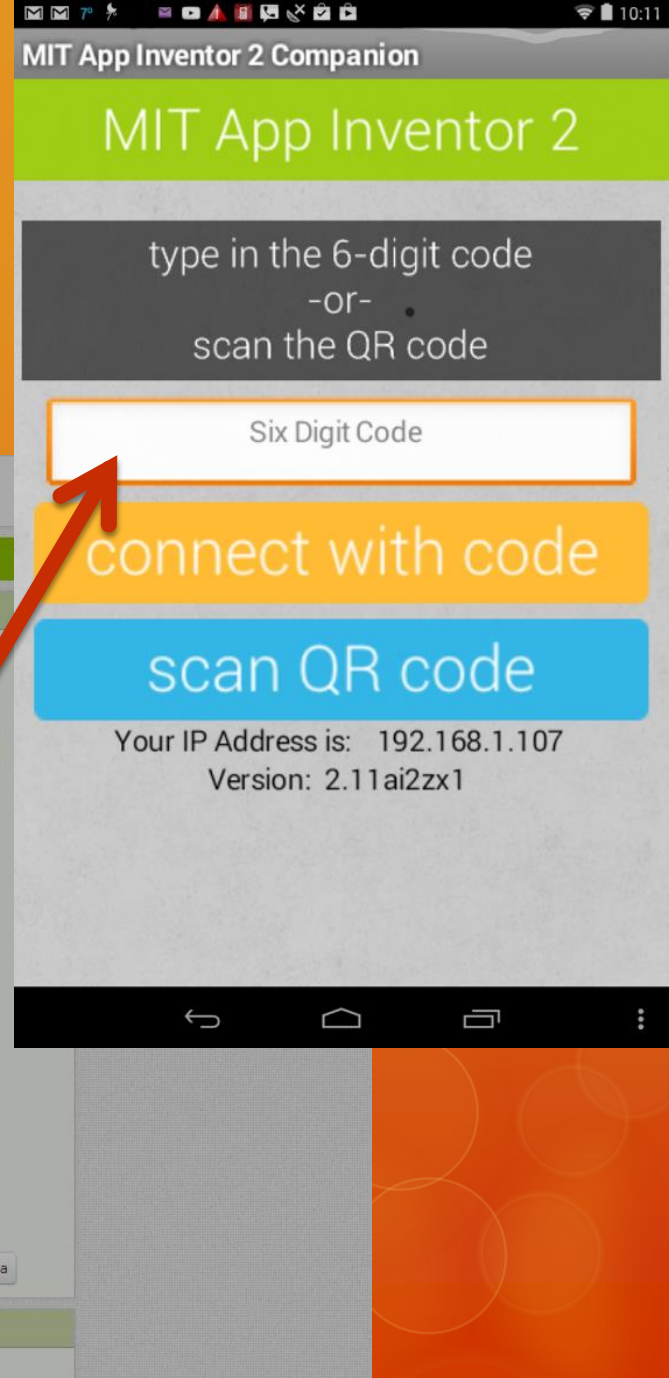 7° 10:11
MIT App Inventor 2 Companion
MIT App Inventor 2
type in the 6-digit code
-or-
scan the QR code
Six Digit Code
connect with code
scan QR code
Your IP Address is: 192.168.1.107
Version: 2.11ai2zx1
a